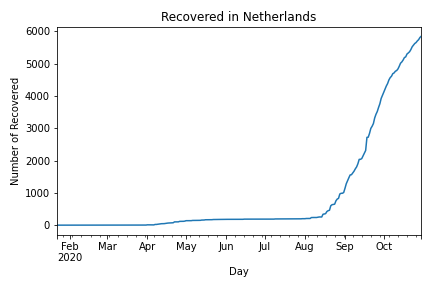 Recovered in Netherlands
6000
5000
4000
3000
2000
1000
0
Number of Recovered
Feb Mar Apr May Jun Jul Aug Sep Oct
2020
Day